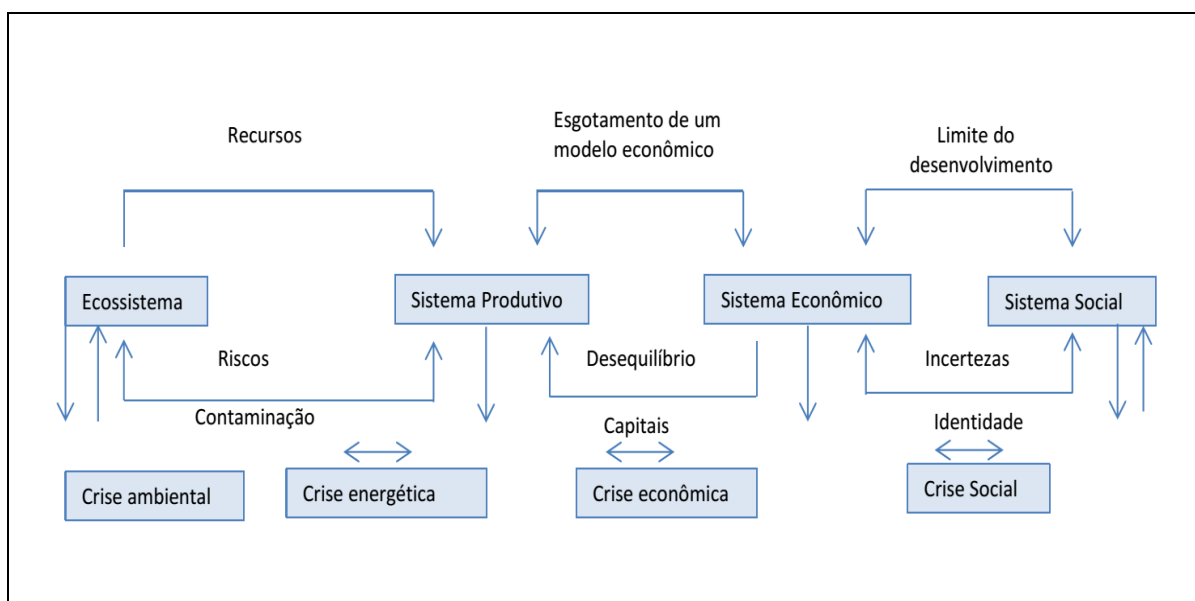 Recursos
Esgotamento de um
modelo econômico
Limite do
desenvolvimento
Ecossistema
Sistema Produtivo
Sistema Econômico
Sistema Social
Riscos
Desequilíbrio
Incertezas
Contaminação
Capitais
Identidade
Crise ambiental
Crise energética
Crise econômica
Crise Social